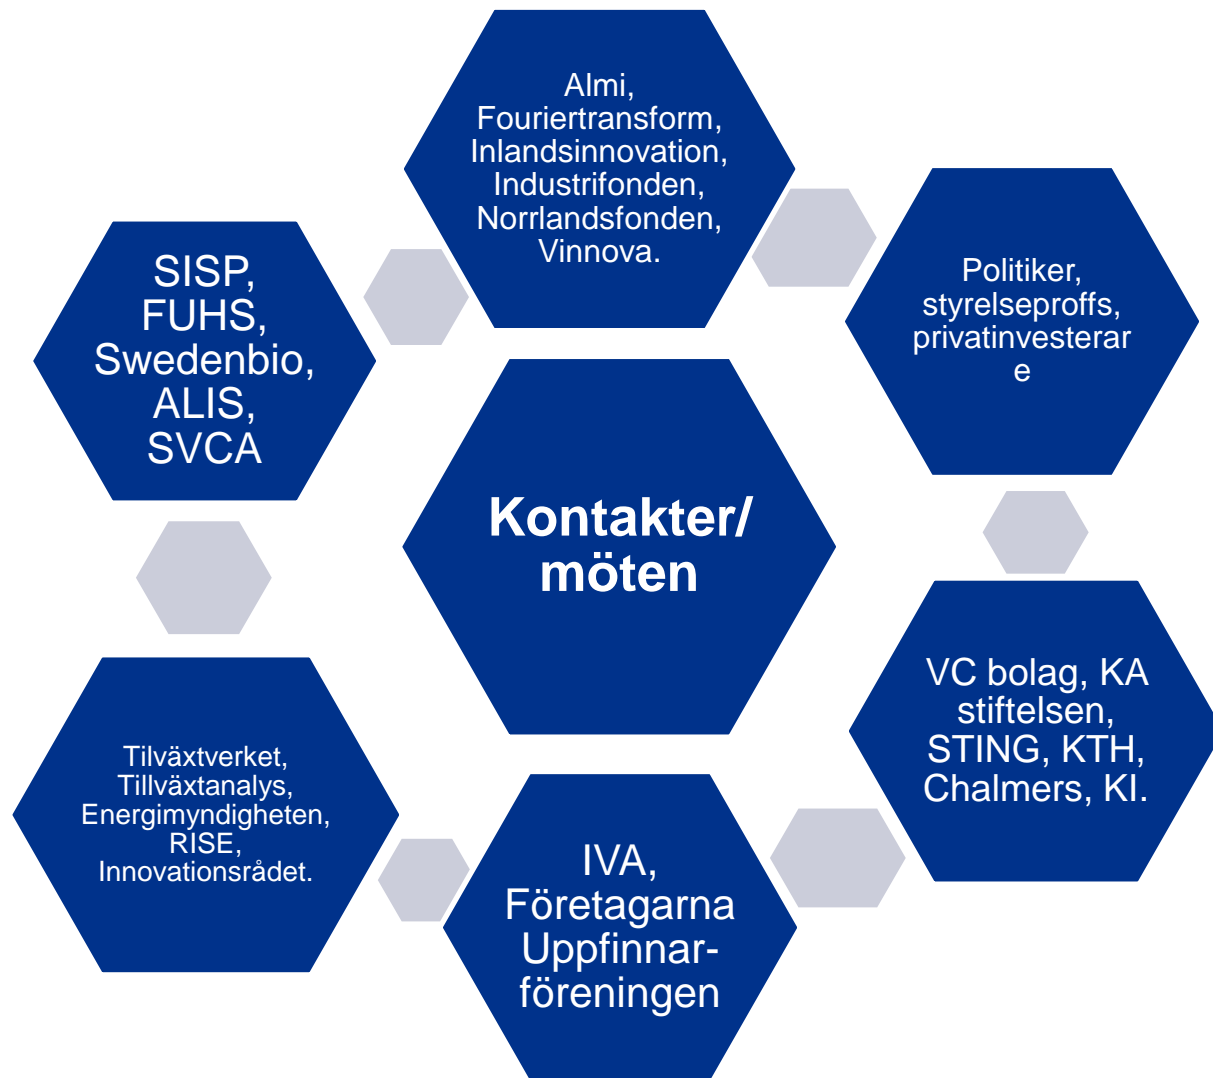 Almi,
Fouriertransform,
Inlandsinnovation,
Industrifonden,
Norrlandsfonden,
Vinnova.
Politiker,
styrelseproffs,
privatinvesterar
e
SISP,
FUHS,
Swedenbio,
ALIS,
SVCA
Kontakter/
möten
VC bolag, KA
stiftelsen,
STING, KTH,
Chalmers, KI.
Tilväxtverket,
Tillväxtanalys,
Energimyndigheten,
RISE,
Innovationsrådet.
IVA,
Företagarna
Uppfinnar-
föreningen